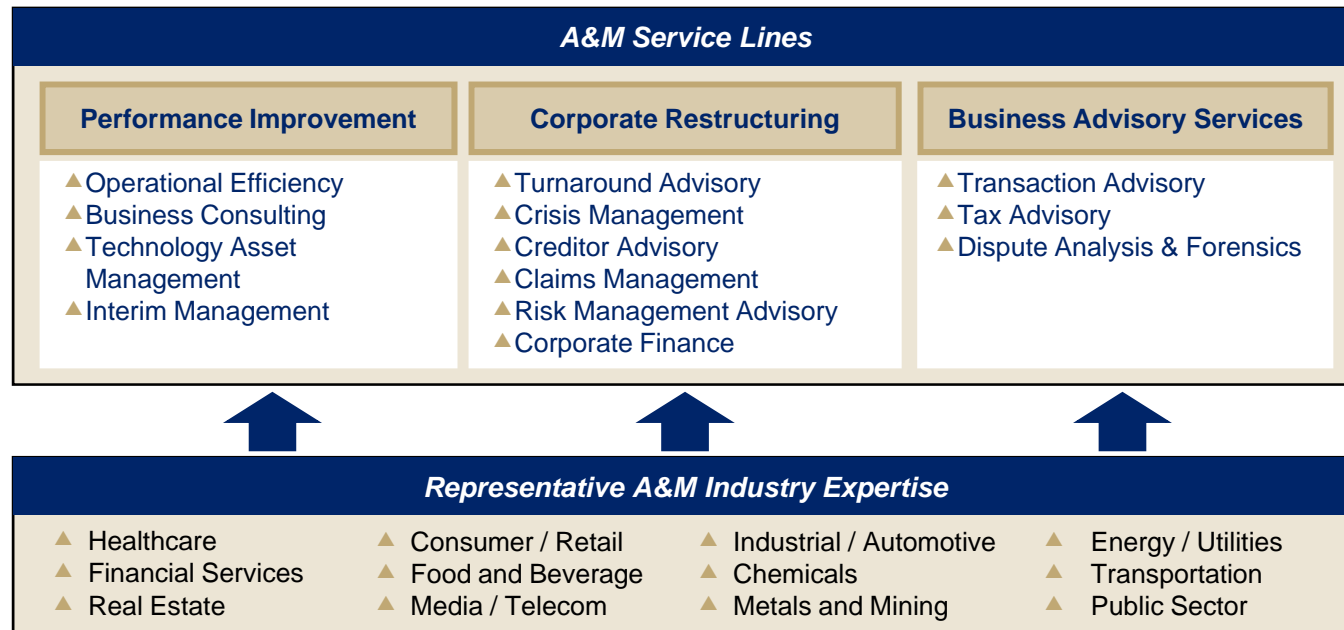 A&M Service Lines
Performance Improvement
Operational Efficiency
Business Consulting
Technology Asset
Management
Interim Management
Corporate Restructuring
Turnaround Advisory
Crisis Management
Creditor Advisory
Claims Management
Risk Management Advisory
Corporate Finance
Business Advisory Services
Transaction Advisory
Tax Advisory
Dispute Analysis & Forensics
Representative A&M Industry Expertise
Healthcare
Financial Services
Real Estate
Consumer / Retail
Food and Beverage
Media / Telecom
Industrial / Automotive
Chemicals
Metals and Mining
Energy / Utilities
Transportation
Public Sector